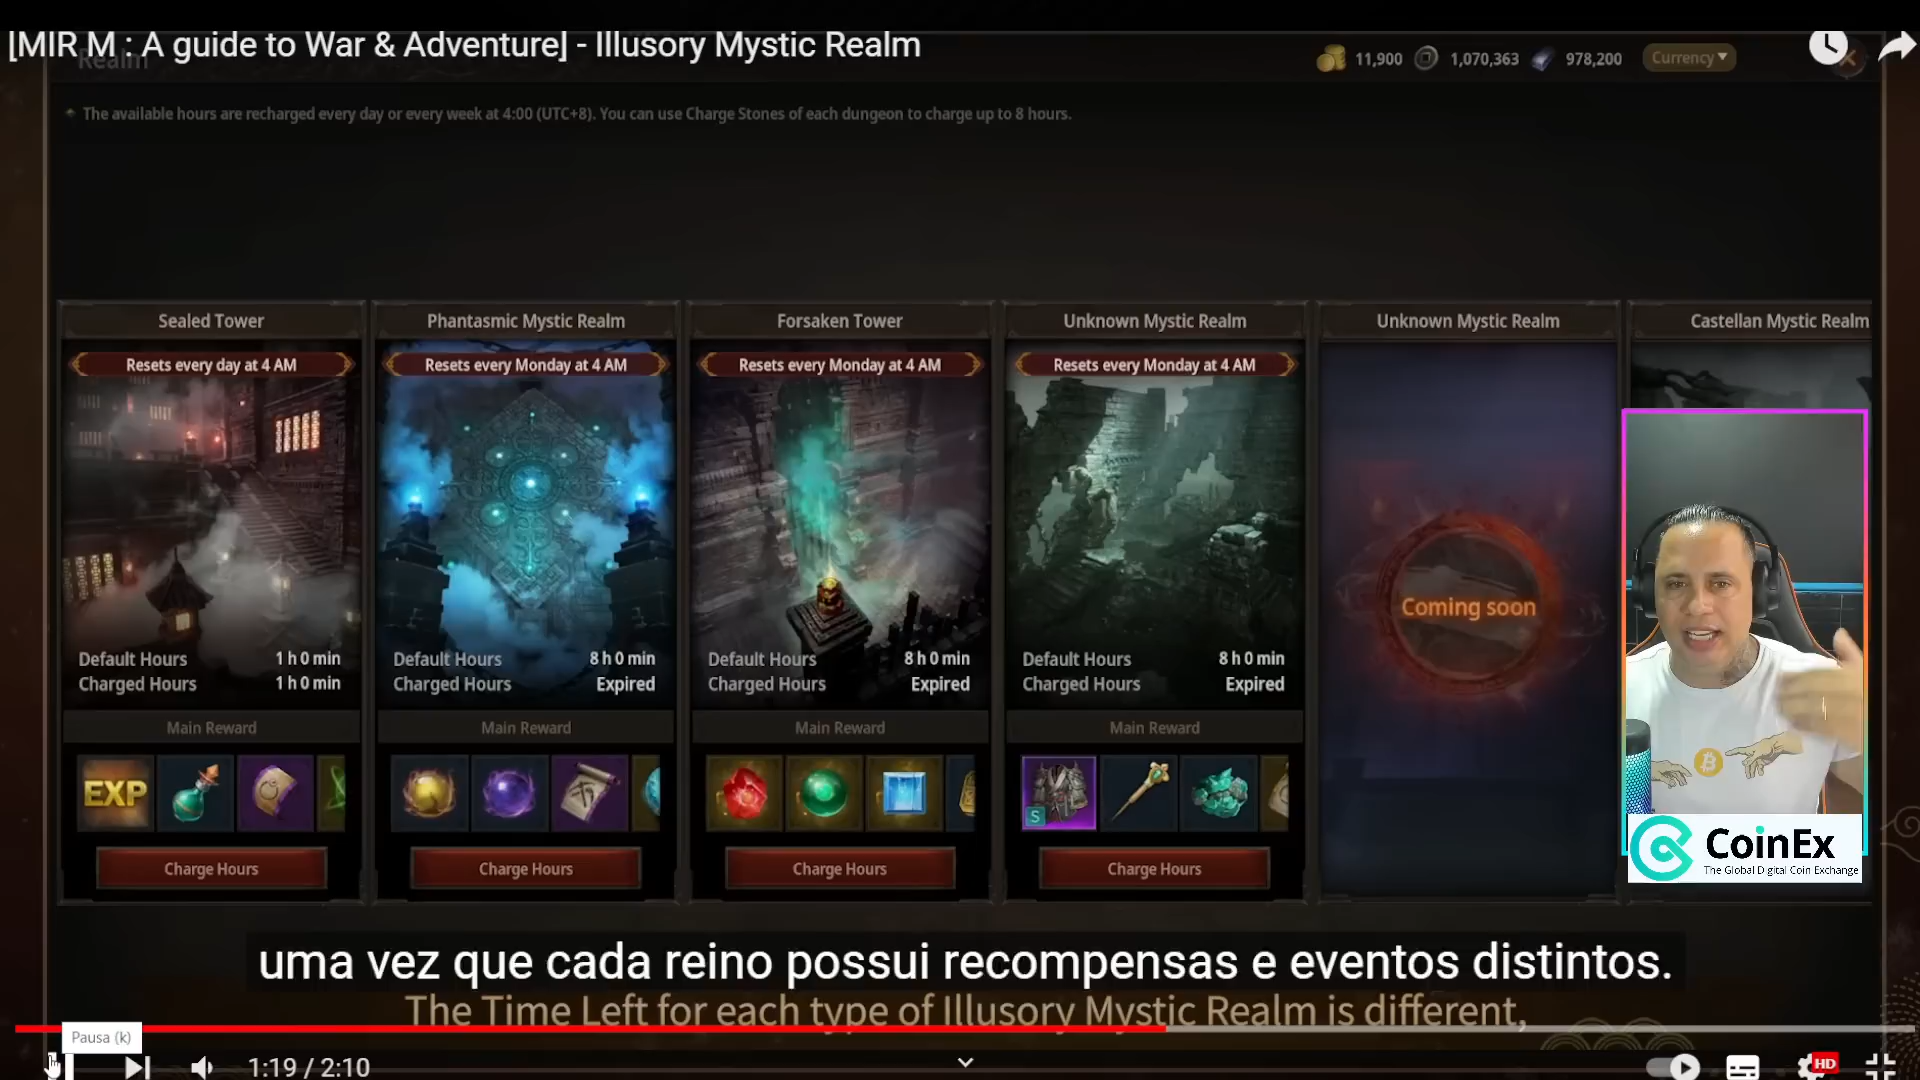 [MIR M : A guide to War & Adventure] - Illusory Mystic Realm
Realm
11,900
1,070,363
978,200
Currency
The available hours are recharged every day or every week at 4:00 (UTC+8). You can use Charge Stones of each dungeon to charge up to 8 hours.
Sealed Tower
Resets every day at 4 AM
Default Hours 1 h 0 min
Charged Hours 1 h 0 min
Main Reward
EXP
Charge Hours
Phantasmic Mystic Realm
Resets every Monday at 4 AM
Default Hours 8 h 0 min
Charged Hours Expired
Main Reward
Charge Hours
Forsaken Tower
Resets every Monday at 4 AM
Default Hours 8 h 0 min
Charged Hours Expired
Main Reward
Charge Hours
Unknown Mystic Realm
Resets every Monday at 4 AM
Default Hours 8 h 0 min
Charged Hours Expired
Main Reward
S
Charge Hours
Unknown Mystic Realm
Coming soon
Castellan Mystic Realm
CoinEx
The Global Digital Coin Exchange
uma vez que cada reino possui recompensas e eventos distintos.
The Time Left for each type of Illusory Mystic Realm is different,
Pausa (k)
1:19 / 2:10
HD